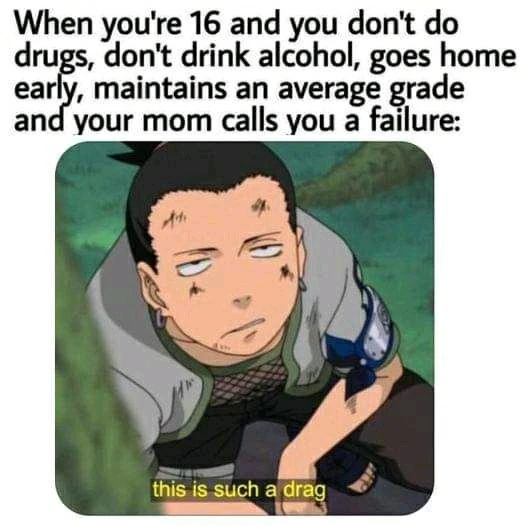 When you're 16 and you don't do
drugs, don't drink alcohol, goes home
early, maintains an average grade
and your mom calls you a failure:
this is such a drag